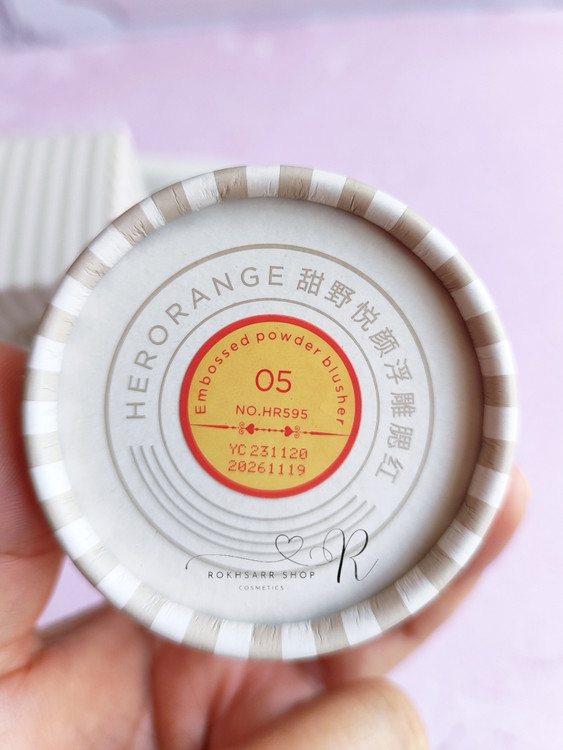 HERORANGE 甜野悦颜浮雕腮红
Embossed powder blusher
05
NO.HR595
YC 231120
20261119
R
ROKHSARR SHOP
COSMETICS